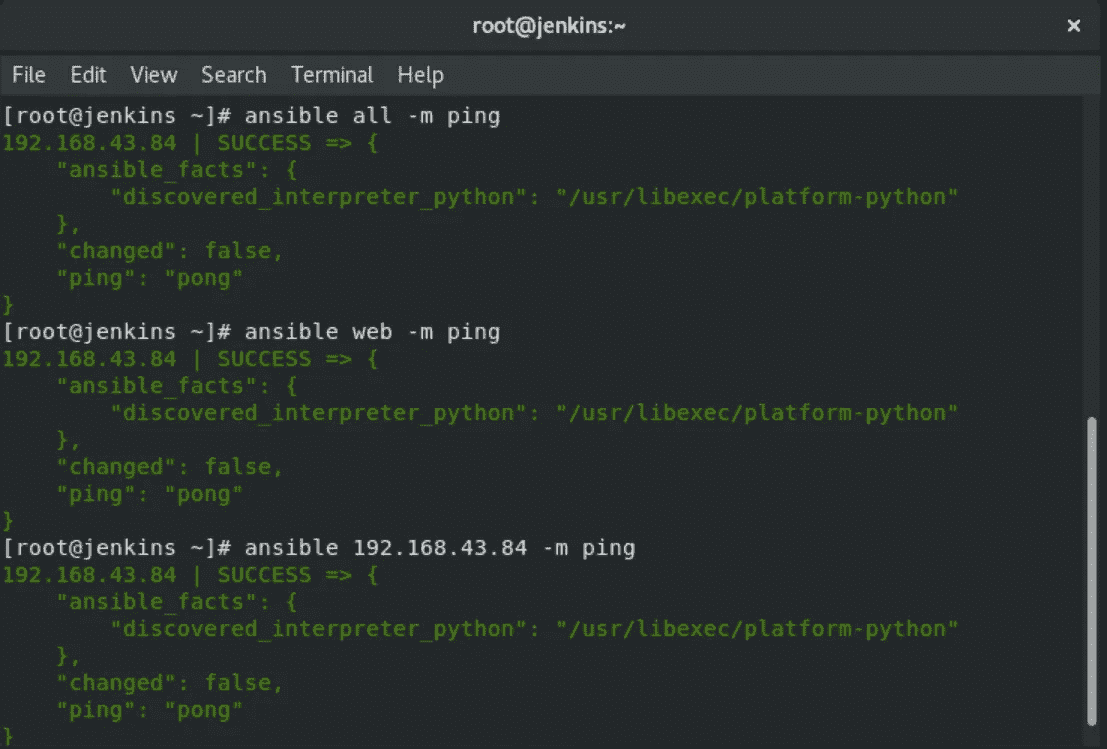 root@jenkins:~ ×
File Edit View Search Terminal Help
[root@jenkins ~]# ansible all -m ping
192.168.43.84 | SUCCESS => {
    "ansible_facts": {
        "discovered_interpreter_python": "/usr/libexec/platform-python"
    },
    "changed": false,
    "ping": "pong"
}
[root@jenkins ~]# ansible web -m ping
192.168.43.84 | SUCCESS => {
    "ansible_facts": {
        "discovered_interpreter_python": "/usr/libexec/platform-python"
    },
    "changed": false,
    "ping": "pong"
}
[root@jenkins ~]# ansible 192.168.43.84 -m ping
192.168.43.84 | SUCCESS => {
    "ansible_facts": {
        "discovered_interpreter_python": "/usr/libexec/platform-python"
    },
    "changed": false,
    "ping": "pong"
}